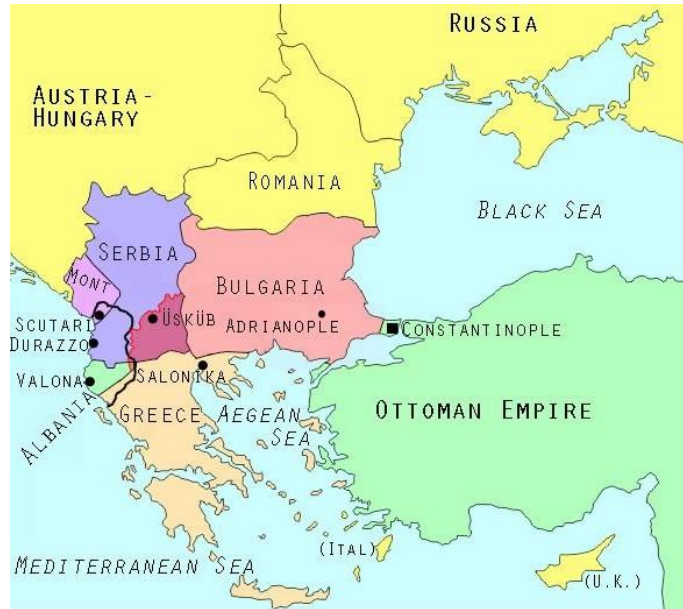 RUSSIA
AUSTRIA-
HUNGARY
ROMANIA
BLACK SEA
SERBIA
MONT
BULGARIA
SCUTARI
ÜSKÜB
ADRIANOPLE
CONSTANTINOPLE
DURAZZO
VALONA
SALONIKA
ALBANIA
GREECE
AEGEAN
SEA
OTTOMAN EMPIRE
(ITAL)
MEDITERRANEAN SEA
(U.K.)